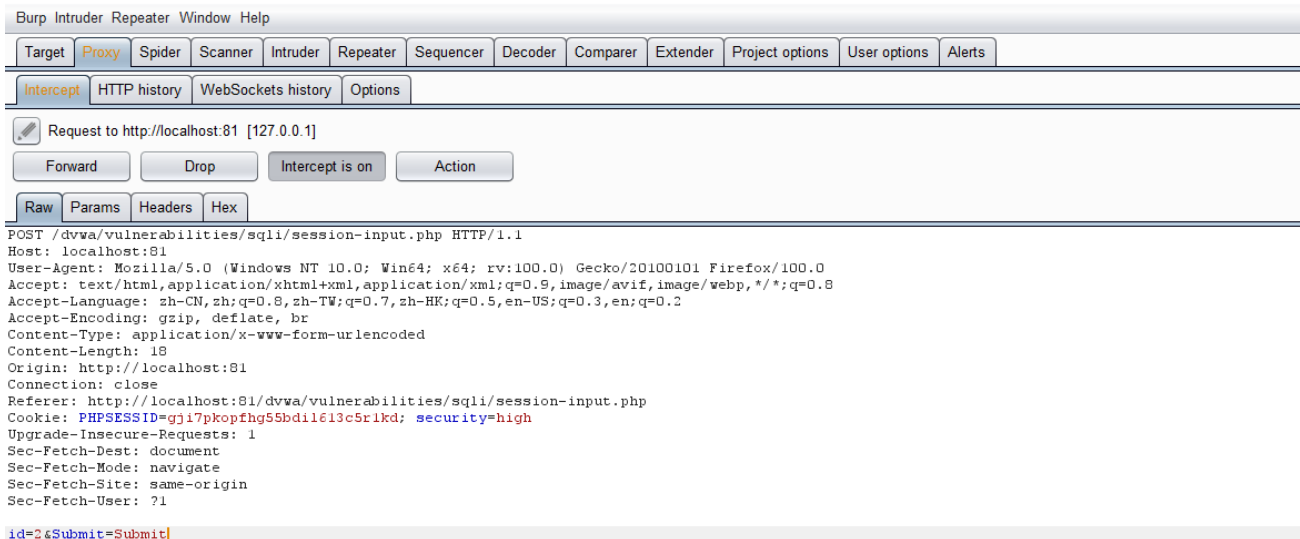 Burp Intruder Repeater Window Help
Target Proxy Spider Scanner Intruder Repeater Sequencer Decoder Comparer Extender Project options User options Alerts
Intercept HTTP history WebSockets history Options
Request to http://localhost:81 [127.0.0.1]
Forward Drop Intercept is on Action
Raw Params Headers Hex
POST /dvwa/vulnerabilities/sqli/session-input.php HTTP/1.1
Host: localhost:81
User-Agent: Mozilla/5.0 (Windows NT 10.0; Win64; x64; rv:100.0) Gecko/20100101 Firefox/100.0
Accept: text/html,application/xhtml+xml,application/xml;q=0.9,image/avif,image/webp,*/*;q=0.8
Accept-Language: zh-CN,zh;q=0.8,zh-TW;q=0.7,zh-HK;q=0.5,en-US;q=0.3,en;q=0.2
Accept-Encoding: gzip, deflate, br
Content-Type: application/x-www-form-urlencoded
Content-Length: 18
Origin: http://localhost:81
Connection: close
Referer: http://localhost:81/dvwa/vulnerabilities/sqli/session-input.php
Cookie: PHPSESSID=gji7pkopfhg55bdil613c5r1kd; security=high
Upgrade-Insecure-Requests: 1
Sec-Fetch-Dest: document
Sec-Fetch-Mode: navigate
Sec-Fetch-Site: same-origin
Sec-Fetch-User: ?1
id=2&Submit=Submit